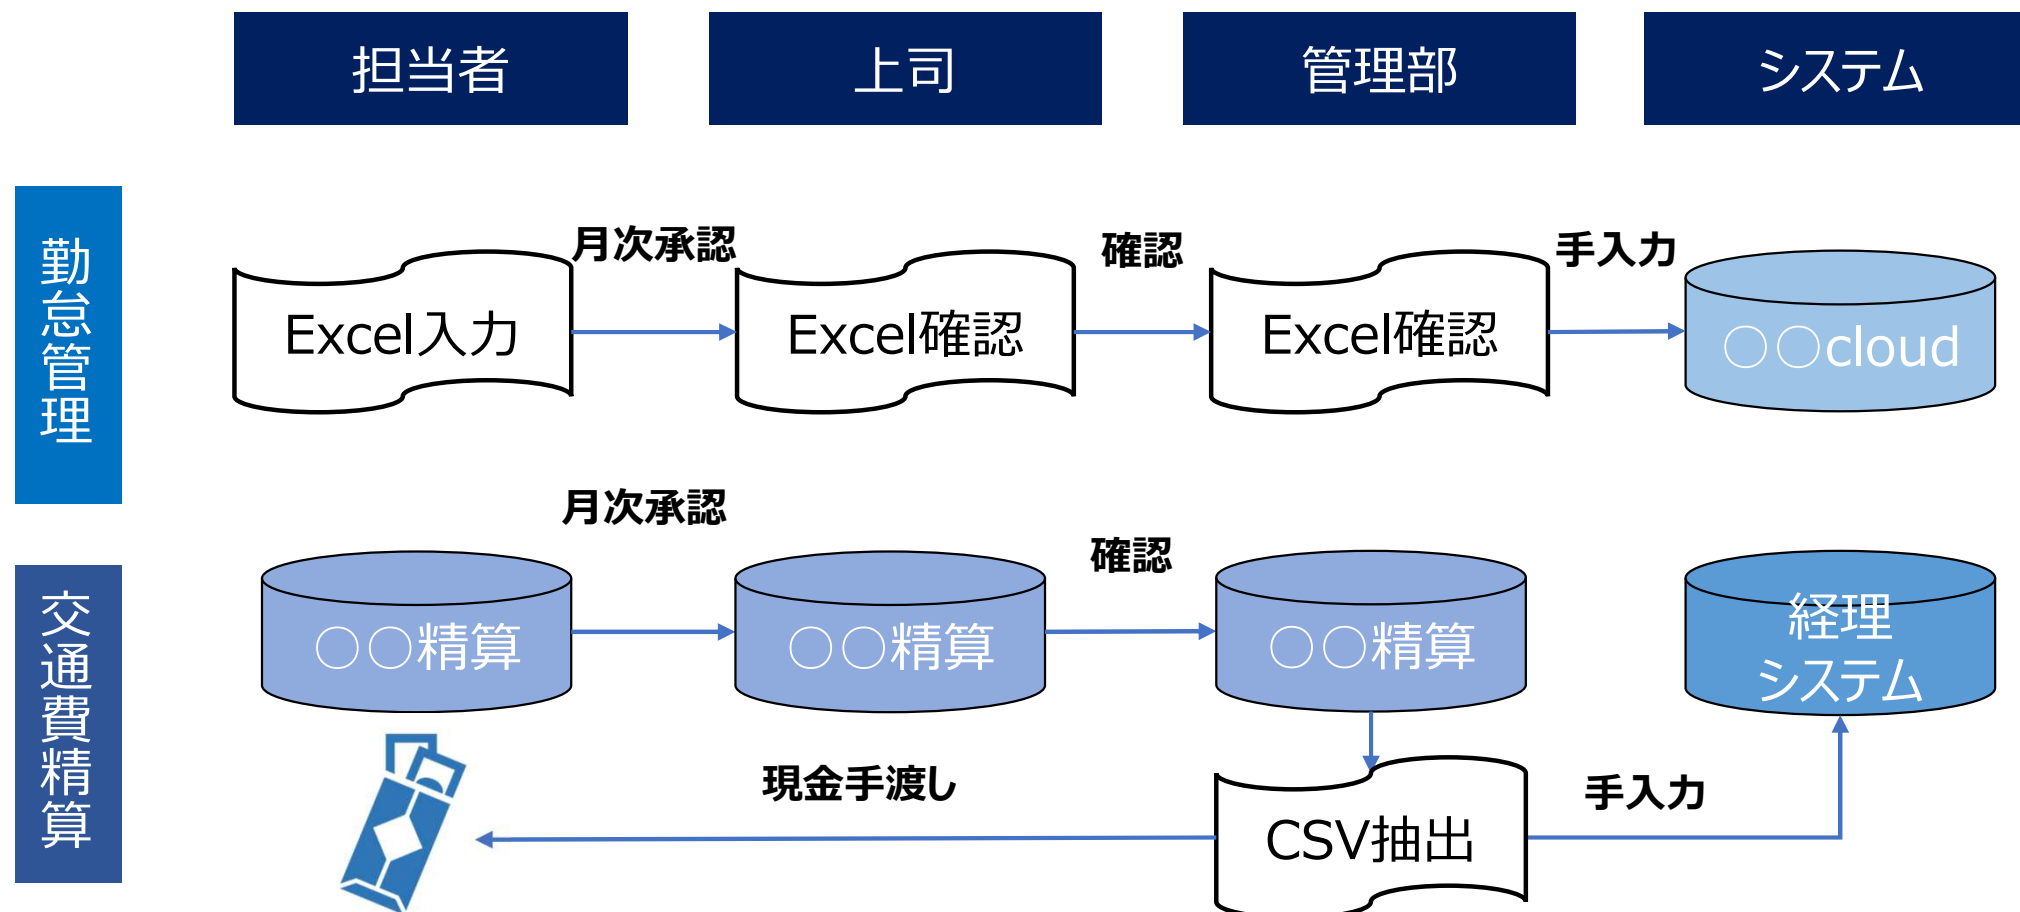 担当者
上司
管理部
システム
勤怠管理
月次承認
確認
手入力
Excel入力
Excel確認
Excel確認
○○cloud
月次承認
確認
交通費精算
○○精算
○○精算
○○精算
経理
システム
現金手渡し
手入力
CSV抽出